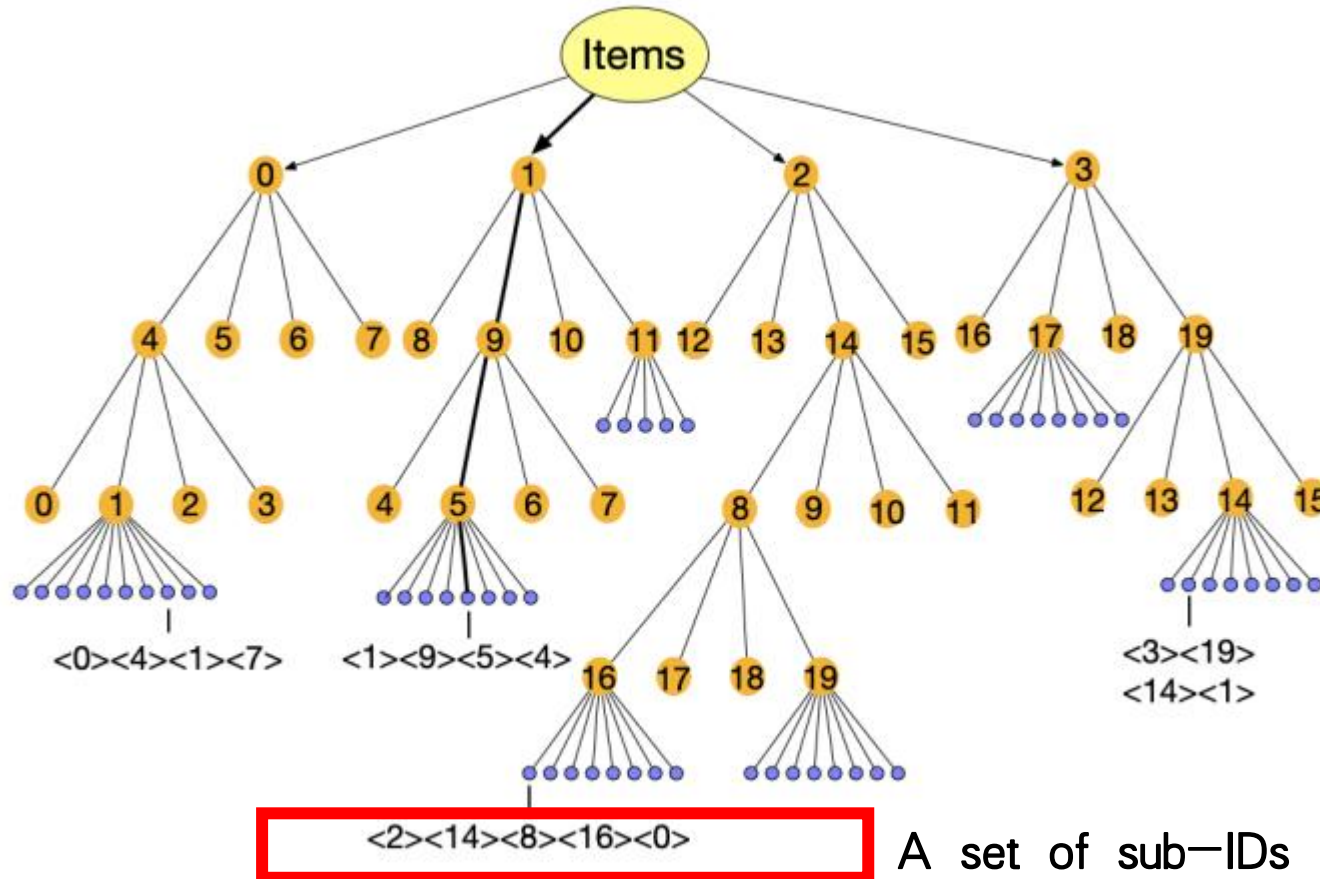 Items
0 1 2 3
4 5 6 7 8 9 10 11 12 13 14 15 16 17 18 19
0 1 2 3 4 5 6 7 8 9 10 11 12 13 14 15
<0><4><1><7> <1><9><5><4> 16 17 18 19 <3><19>
<14><1>
<2><14><8><16><0> A set of sub-IDs